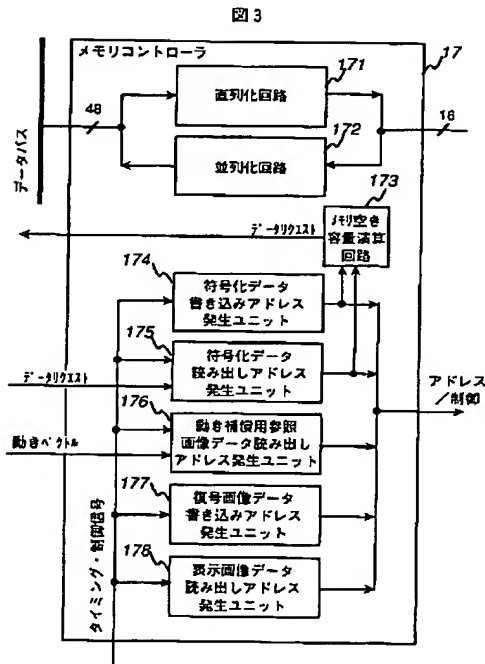 図3
メモリコントローラ
17
171
直列化回路
48
16
172
並列化回路
データバス
173
データリクエスト
メモリ空き
容量演算
回路
174
符号化データ
書き込みアドレス
発生ユニット
175
符号化データ
読み出しアドレス
発生ユニット
データリクエスト
アドレス
/制御
176
動き補償用参照
画像データ読み出し
アドレス発生ユニット
動きベクトル
177
復号画像データ
書き込みアドレス
発生ユニット
178
表示画像データ
読み出しアドレス
発生ユニット
タイミング・制御信号